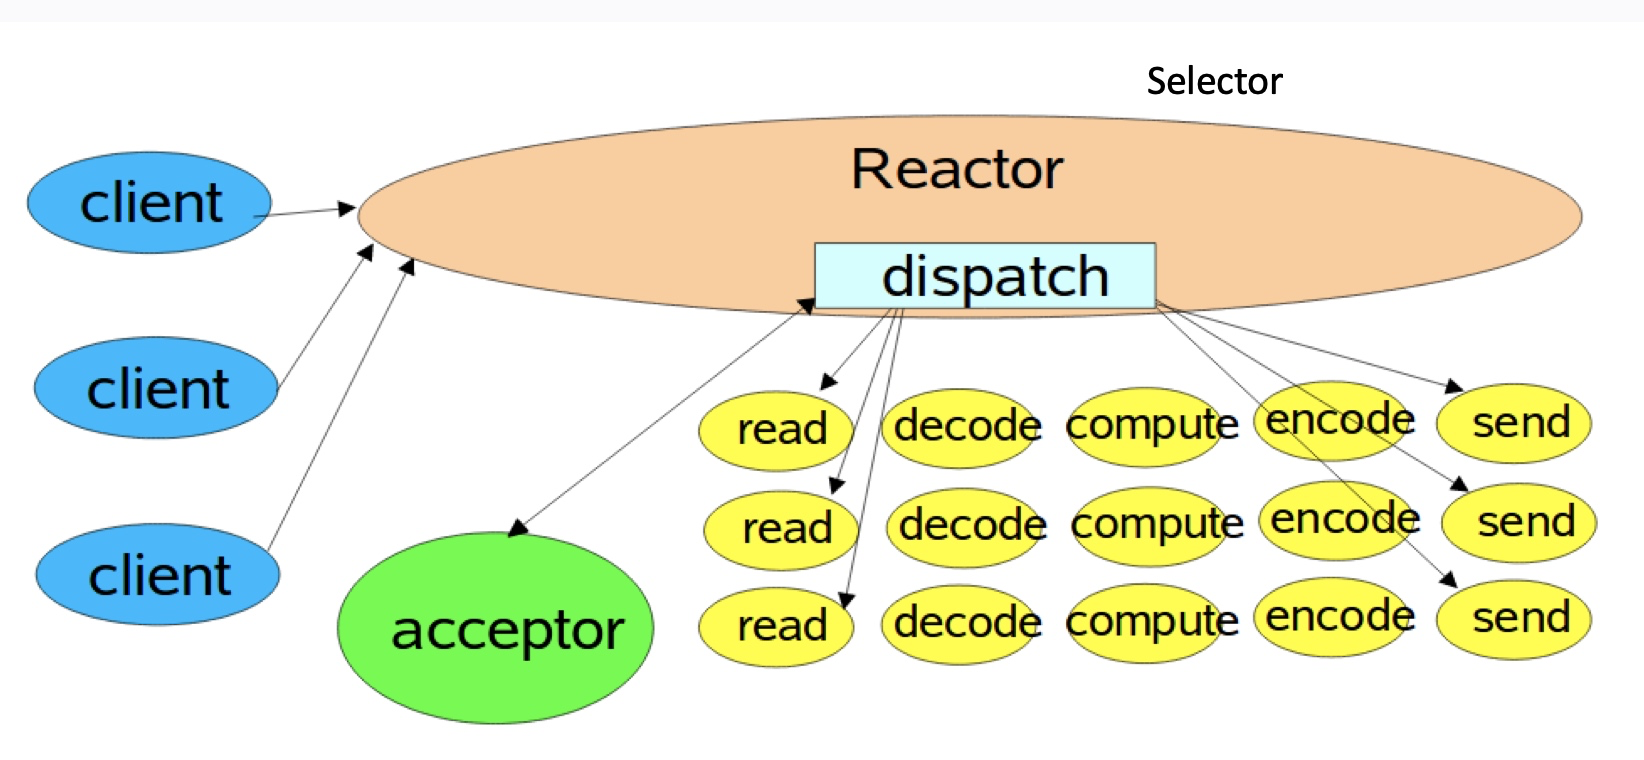 Selector
Reactor
client
dispatch
client
read decode compute encode send
read decode compute encode send
client
acceptor
read decode compute encode send